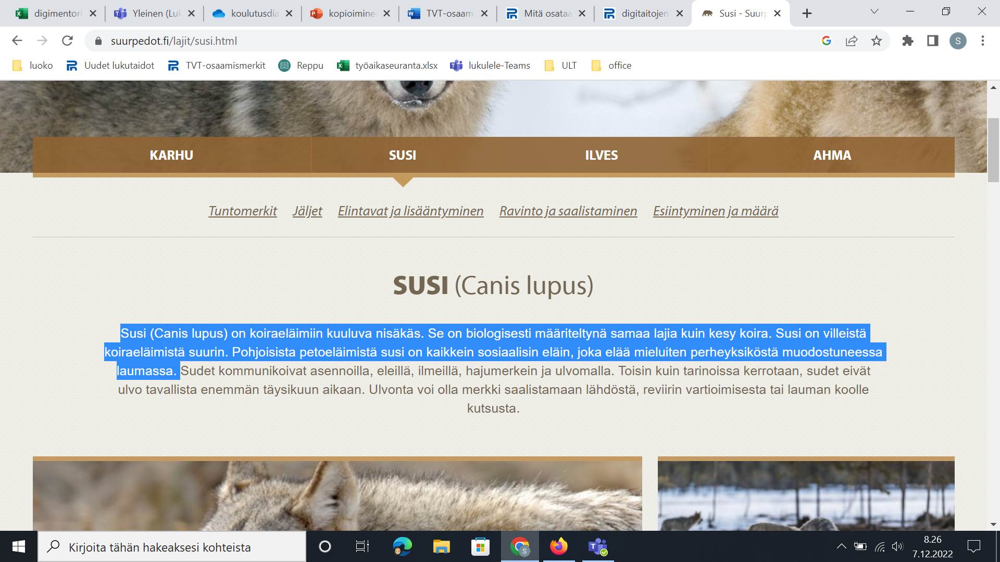 digimentori
Yleinen (Luk
koulutusdia
kopioimine
TVT-osaam
Mitä osataa
digitaitojen
Susi - Suurp
suurpedot.fi/lajit/susi.html
S
luoko
Uudet lukutaidot
TVT-osaamismerkit
Reppu
työaikaseuranta.xlsx
lukulele-Teams
ULT
office
KARHU
SUSI
ILVES
AHMA
Tuntomerkit
Jäljet
Elintavat ja lisääntyminen
Ravinto ja saalistaminen
Esiintyminen ja määrä
SUSI (Canis lupus)
Susi (Canis lupus) on koiraeläimiin kuuluva nisäkäs. Se on biologisesti määriteltynä samaa lajia kuin kesy koira. Susi on villeistä
koiraeläimistä suurin. Pohjoisista petoeläimistä susi on kaikkein sosiaalisin eläin, joka elää mieluiten perheyksiköstä muodostuneessa
laumassa. Sudet kommunikoivat asennoilla, eleillä, ilmeillä, hajumerkein ja ulvomalla. Toisin kuin tarinoissa kerrotaan, sudet eivät
ulvo tavallista enemmän täysikuun aikaan. Ulvonta voi olla merkki saalistamaan lähdöstä, reviirin vartioimisesta tai lauman koolle
kutsusta.
Kirjoita tähän hakeaksesi kohteista
S
8.26
7.12.2022